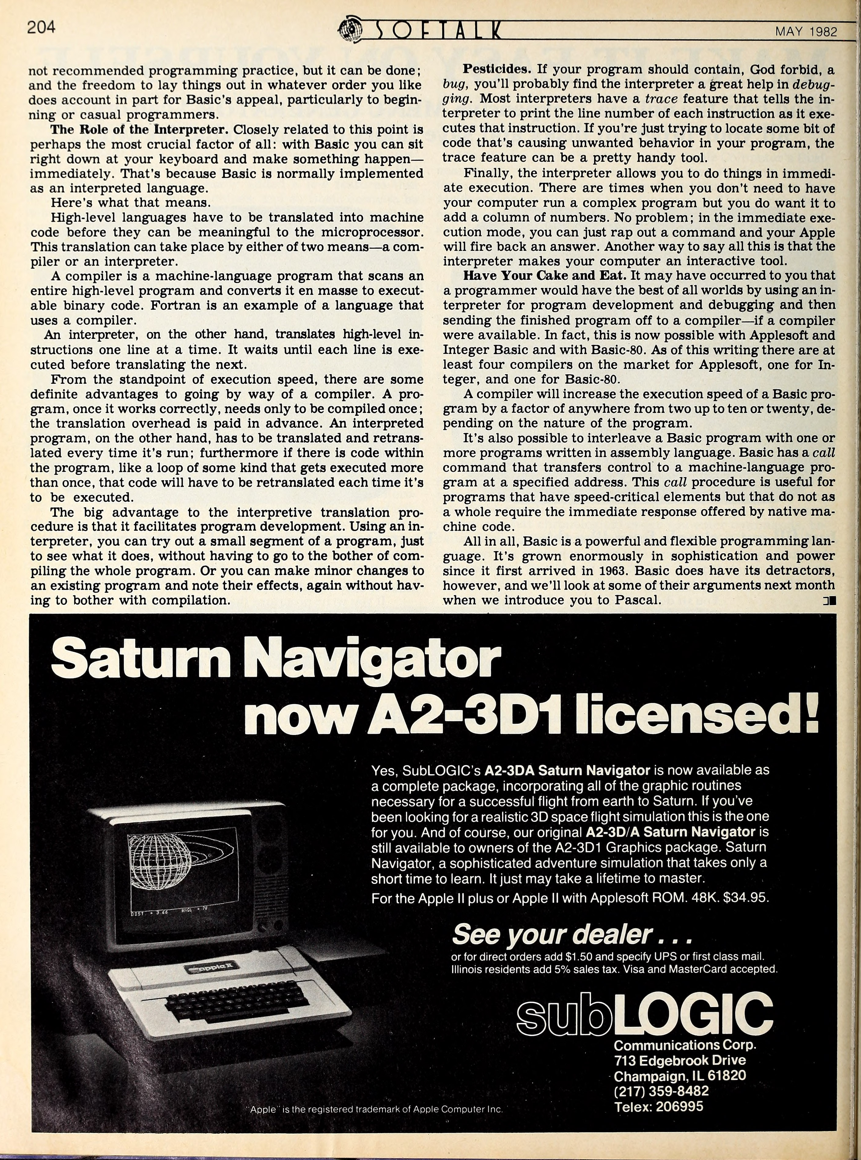 204
SOFTALK
MAY 1982
not recommended programming practice, but it can be done;
and the freedom to lay things out in whatever order you like
does account in part for Basic's appeal, particularly to begin-
ning or casual programmers.
The Role of the Interpreter. Closely related to this point is
perhaps the most crucial factor of all: with Basic you can sit
right down at your keyboard and make something happen—
immediately. That's because Basic is normally implemented
as an interpreted language.
Here's what that means.
High-level languages have to be translated into machine
code before they can be meaningful to the microprocessor.
This translation can take place by either of two means—a com-
piler or an interpreter.
A compiler is a machine-language program that scans an
entire high-level program and converts it en masse to execut-
able binary code. Fortran is an example of a language that
uses a compiler.
An interpreter, on the other hand, translates high-level in-
structions one line at a time. It waits until each line is exe-
cuted before translating the next.
From the standpoint of execution speed, there are some
definite advantages to going by way of a compiler. A pro-
gram, once it works correctly, needs only to be compiled once;
the translation overhead is paid in advance. An interpreted
program, on the other hand, has to be translated and retrans-
lated every time it's run; furthermore if there is code within
the program, like a loop of some kind that gets executed more
than once, that code will have to be retranslated each time it's
to be executed.
The big advantage to the interpretive translation pro-
cedure is that it facilitates program development. Using an in-
terpreter, you can try out a small segment of a program, just
to see what it does, without having to go to the bother of com-
piling the whole program. Or you can make minor changes to
an existing program and note their effects, again without hav-
ing to bother with compilation.
Pesticides. If your program should contain, God forbid, a
bug, you'll probably find the interpreter a great help in debug-
ging. Most interpreters have a trace feature that tells the in-
terpreter to print the line number of each instruction as it exe-
cutes that instruction. If you're just trying to locate some bit of
code that's causing unwanted behavior in your program, the
trace feature can be a pretty handy tool.
Finally, the interpreter allows you to do things in immedi-
ate execution. There are times when you don't need to have
your computer run a complex program but you do want it to
add a column of numbers. No problem; in the immediate exe-
cution mode, you can just rap out a command and your Apple
will fire back an answer. Another way to say all this is that the
interpreter makes your computer an interactive tool.
Have Your Cake and Eat. It may have occurred to you that
a programmer would have the best of all worlds by using an in-
terpreter for program development and debugging and then
sending the finished program off to a compiler—if a compiler
were available. In fact, this is now possible with Applesoft and
Integer Basic and with Basic-80. As of this writing there are at
least four compilers on the market for Applesoft, one for In-
teger, and one for Basic-80.
A compiler will increase the execution speed of a Basic pro-
gram by a factor of anywhere from two up to ten or twenty, de-
pending on the nature of the program.
It's also possible to interleave a Basic program with one or
more programs written in assembly language. Basic has a call
command that transfers control to a machine-language pro-
gram at a specified address. This call procedure is useful for
programs that have speed-critical elements but that do not as
a whole require the immediate response offered by native ma-
chine code.
All in all, Basic is a powerful and flexible programming lan-
guage. It's grown enormously in sophistication and power
since it first arrived in 1963. Basic does have its detractors,
however, and we'll look at some of their arguments next month
when we introduce you to Pascal.
Saturn Navigator
now A2-3D1 licensed!
Yes, SubLOGIC's A2-3DA Saturn Navigator is now available as
a complete package, incorporating all of the graphic routines
necessary for a successful flight from earth to Saturn. If you've
been looking for a realistic 3D space flight simulation this is the one
for you. And of course, our original A2-3D/A Saturn Navigator is
still available to owners of the A2-3D1 Graphics package. Saturn
Navigator, a sophisticated adventure simulation that takes only a
short time to learn. It just may take a lifetime to master.
For the Apple II plus or Apple II with Applesoft ROM. 48K. $34.95.
See your dealer . . .
or for direct orders add $1.50 and specify UPS or first class mail.
Illinois residents add 5% sales tax. Visa and MasterCard accepted.
apple II
subLOGIC
Communications Corp.
713 Edgebrook Drive
Champaign, IL 61820
(217) 359-8482
Telex: 206995
"Apple" is the registered trademark of Apple Computer Inc.